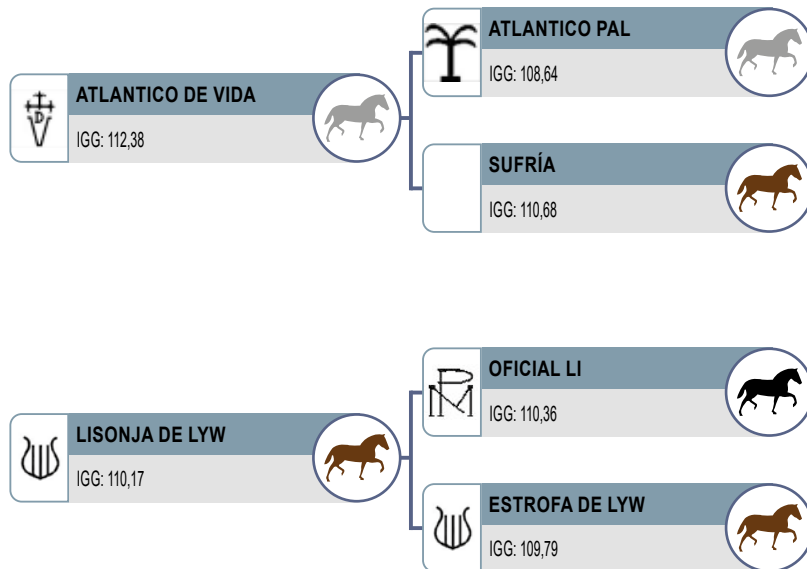 ATLANTICO PAL
IGG: 108,64
ATLANTICO DE VIDA
IGG: 112,38
SUFRÍA
IGG: 110,68
OFICIAL LI
IGG: 110,36
LISONJA DE LYW
IGG: 110,17
ESTROFA DE LYW
IGG: 109,79